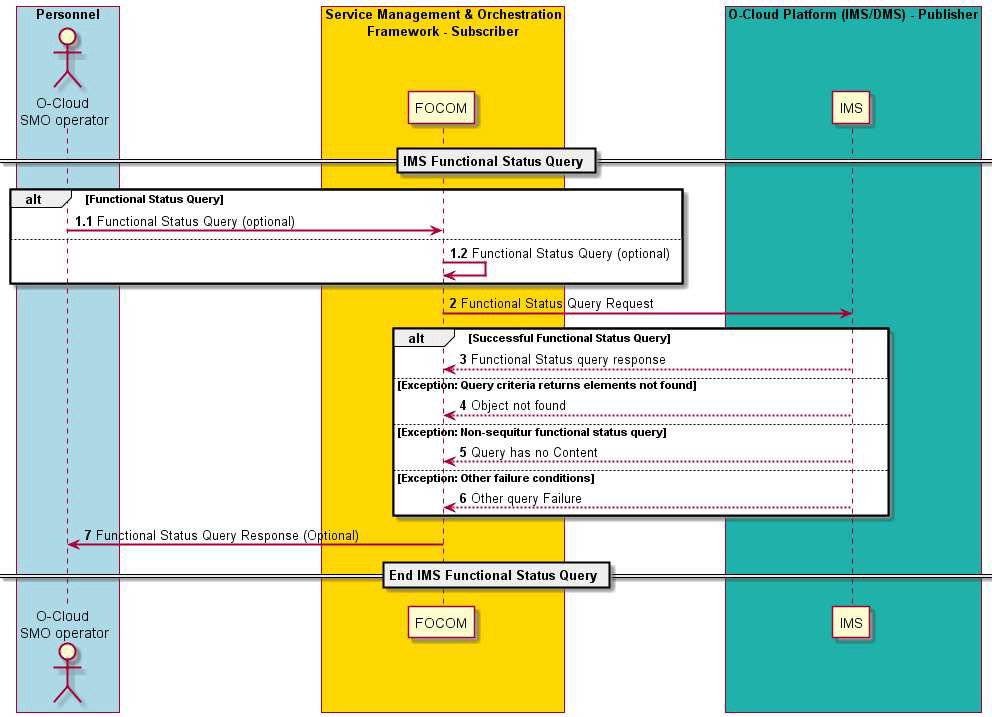 Personnel
Service Management & Orchestration
Framework - Subscriber
O-Cloud Platform (IMS/DMS) - Publisher
O-Cloud
SMO operator
FOCOM
IMS
IMS Functional Status Query
alt [Functional Status Query]
1.1 Functional Status Query (optional)
1.2 Functional Status Query (optional)
2 Functional Status Query Request
alt [Successful Functional Status Query]
3 Functional Status query response
[Exception: Query criteria returns elements not found]
4 Object not found
[Exception: Non-sequitur functional status query]
5 Query has no Content
[Exception: Other failure conditions]
6 Other query Failure
7 Functional Status Query Response (Optional)
End IMS Functional Status Query
O-Cloud
SMO operator
FOCOM
IMS